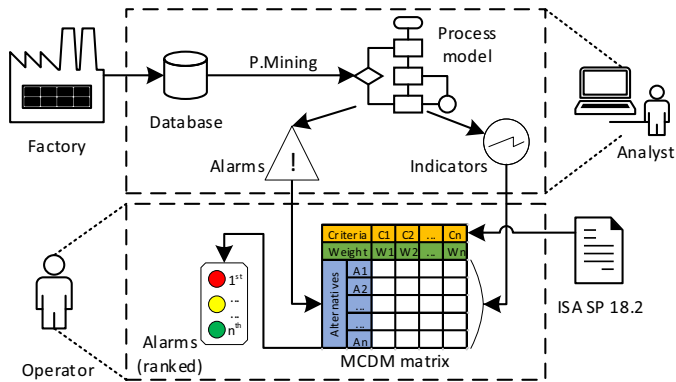 Process
model
P.Mining
Database
Factory
Analyst
Alarms
!
Indicators
Criteria C1 C2 ... Cn
Weight W1 W2 ... Wn
Alternatives
A1
A2
...
...
An
1st
...
nth
Alarms
(ranked)
MCDM matrix
ISA SP 18.2
Operator